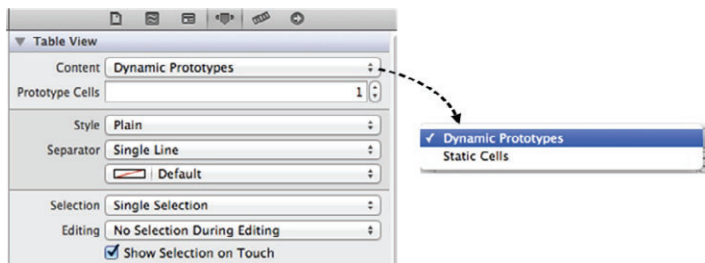 Table View
Content Dynamic Prototypes
Prototype Cells 1
Style Plain
Separator Single Line
Default
Selection Single Selection
Editing No Selection During Editing
Show Selection on Touch
Dynamic Prototypes
Static Cells